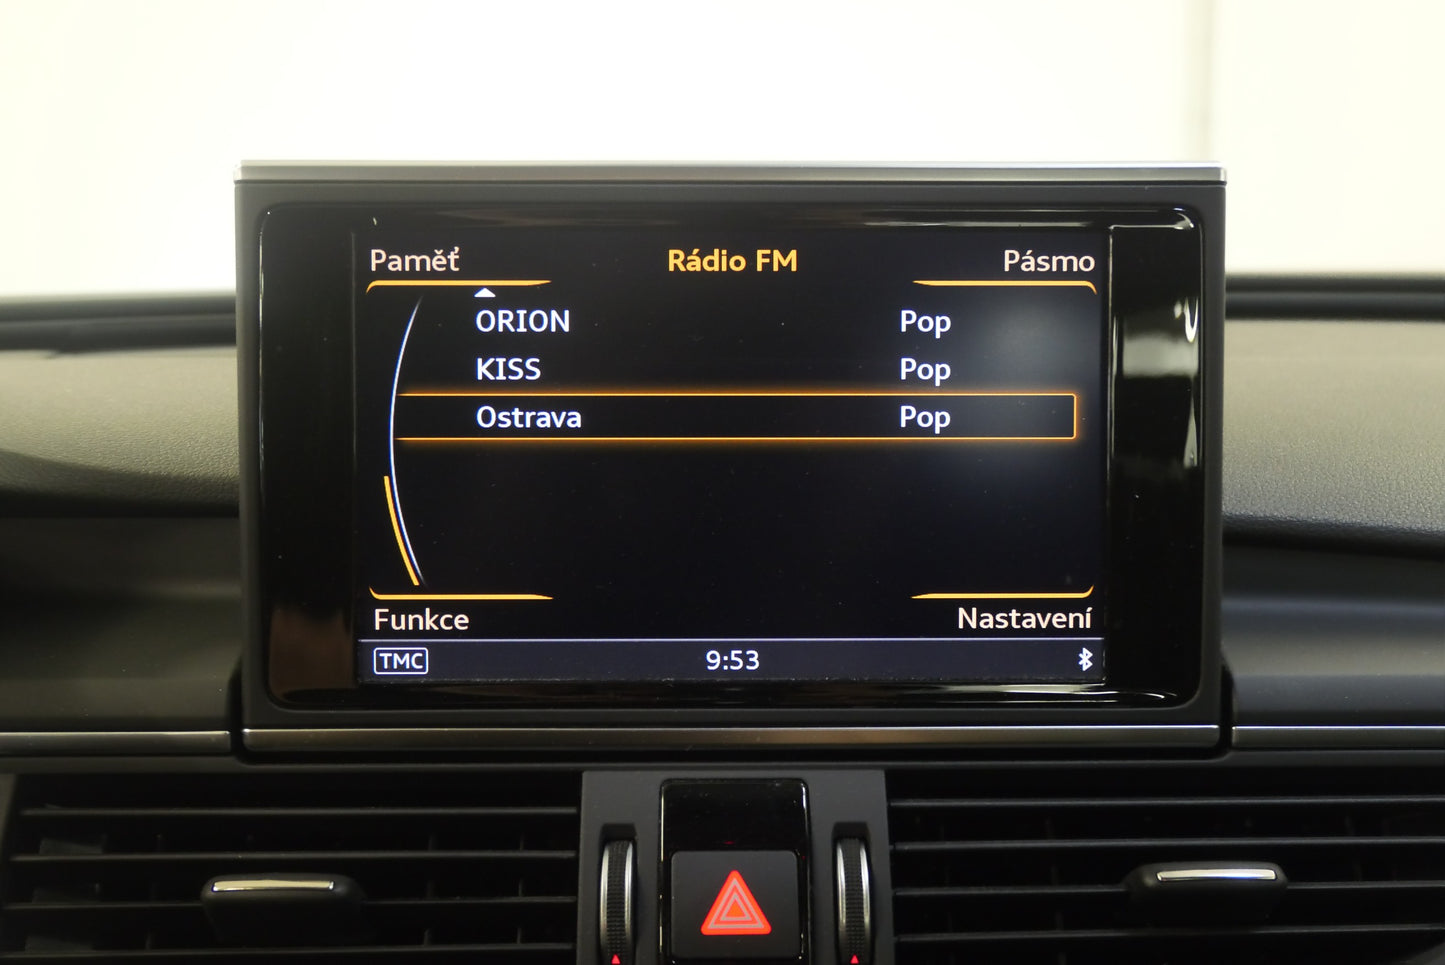 Paměť Rádio FM Pásmo
ORION Pop
KISS Pop
Ostrava Pop
Funkce Nastavení
TMC 9:53